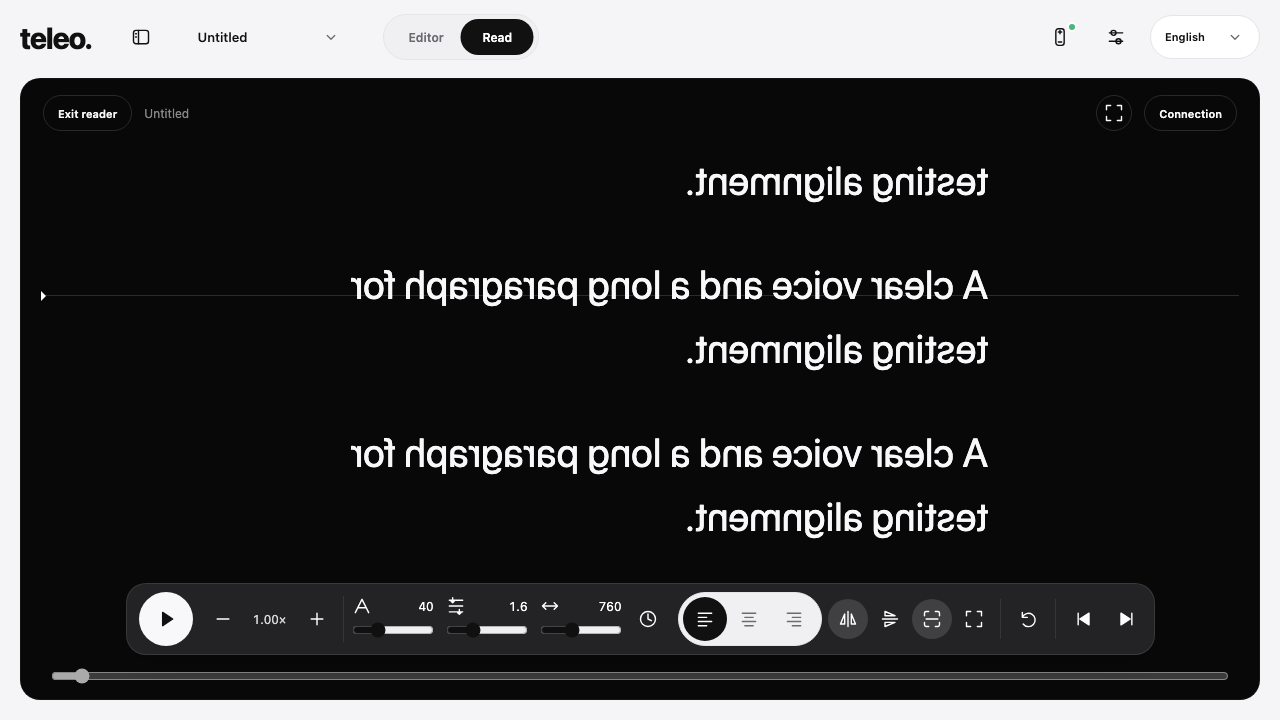 teleo.
Untitled
Editor
Read
English
Exit reader
Untitled
Connection
testing alignment.
A clear voice and a long paragraph for
testing alignment.
A clear voice and a long paragraph for
testing alignment.
1.00×
40
1.6
760